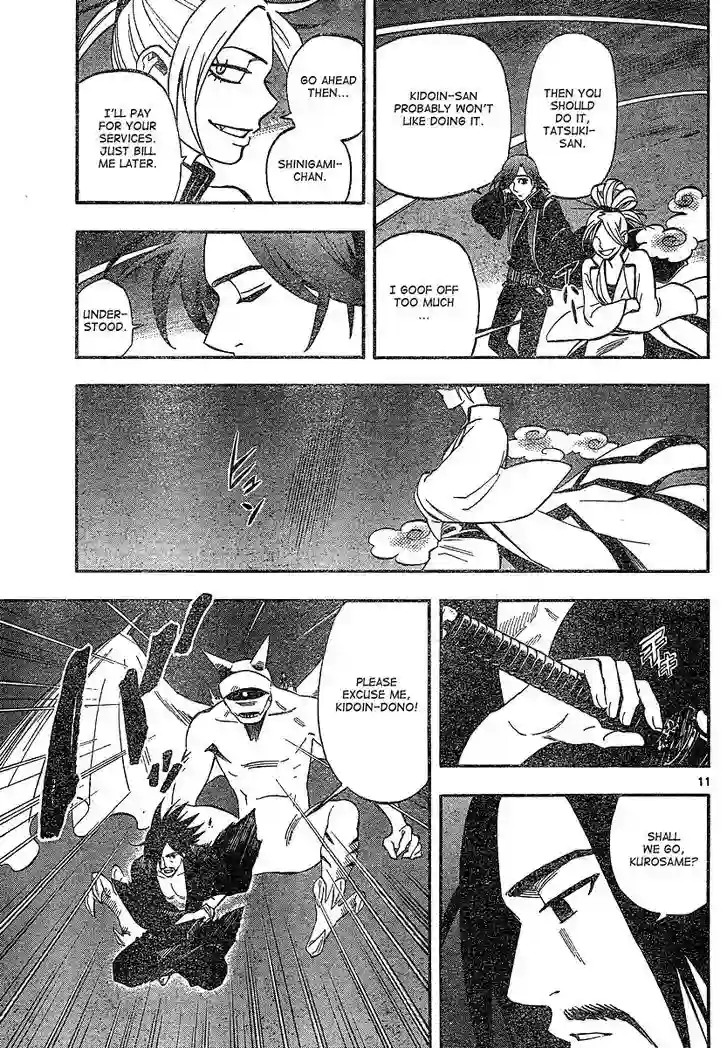 THEN YOU
SHOULD
DO IT,
TATSUKI-
SAN.
KIDOIN-SAN
PROBABLY WON'T
LIKE DOING IT.
I GOOF OFF
TOO MUCH
...
GO AHEAD
THEN...
SHINIGAMI-
CHAN.
I'LL PAY
FOR YOUR
SERVICES.
JUST BILL
ME LATER.
UNDER-
STOOD.
11
SHALL
WE GO,
KUROSAME?
PLEASE
EXCUSE ME,
KIDOIN-DONO!